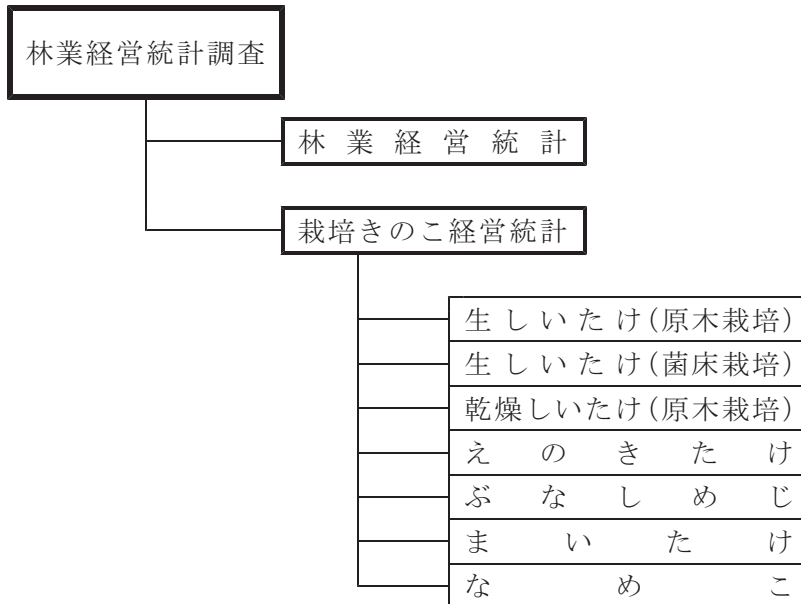 林業経営統計調査
林業経営統計
栽培きのこ経営統計
生しいたけ(原木栽培)
生しいたけ(菌床栽培)
乾燥しいたけ(原木栽培)
えのきたけ
ぶなしめじ
まいたけ
なめこ